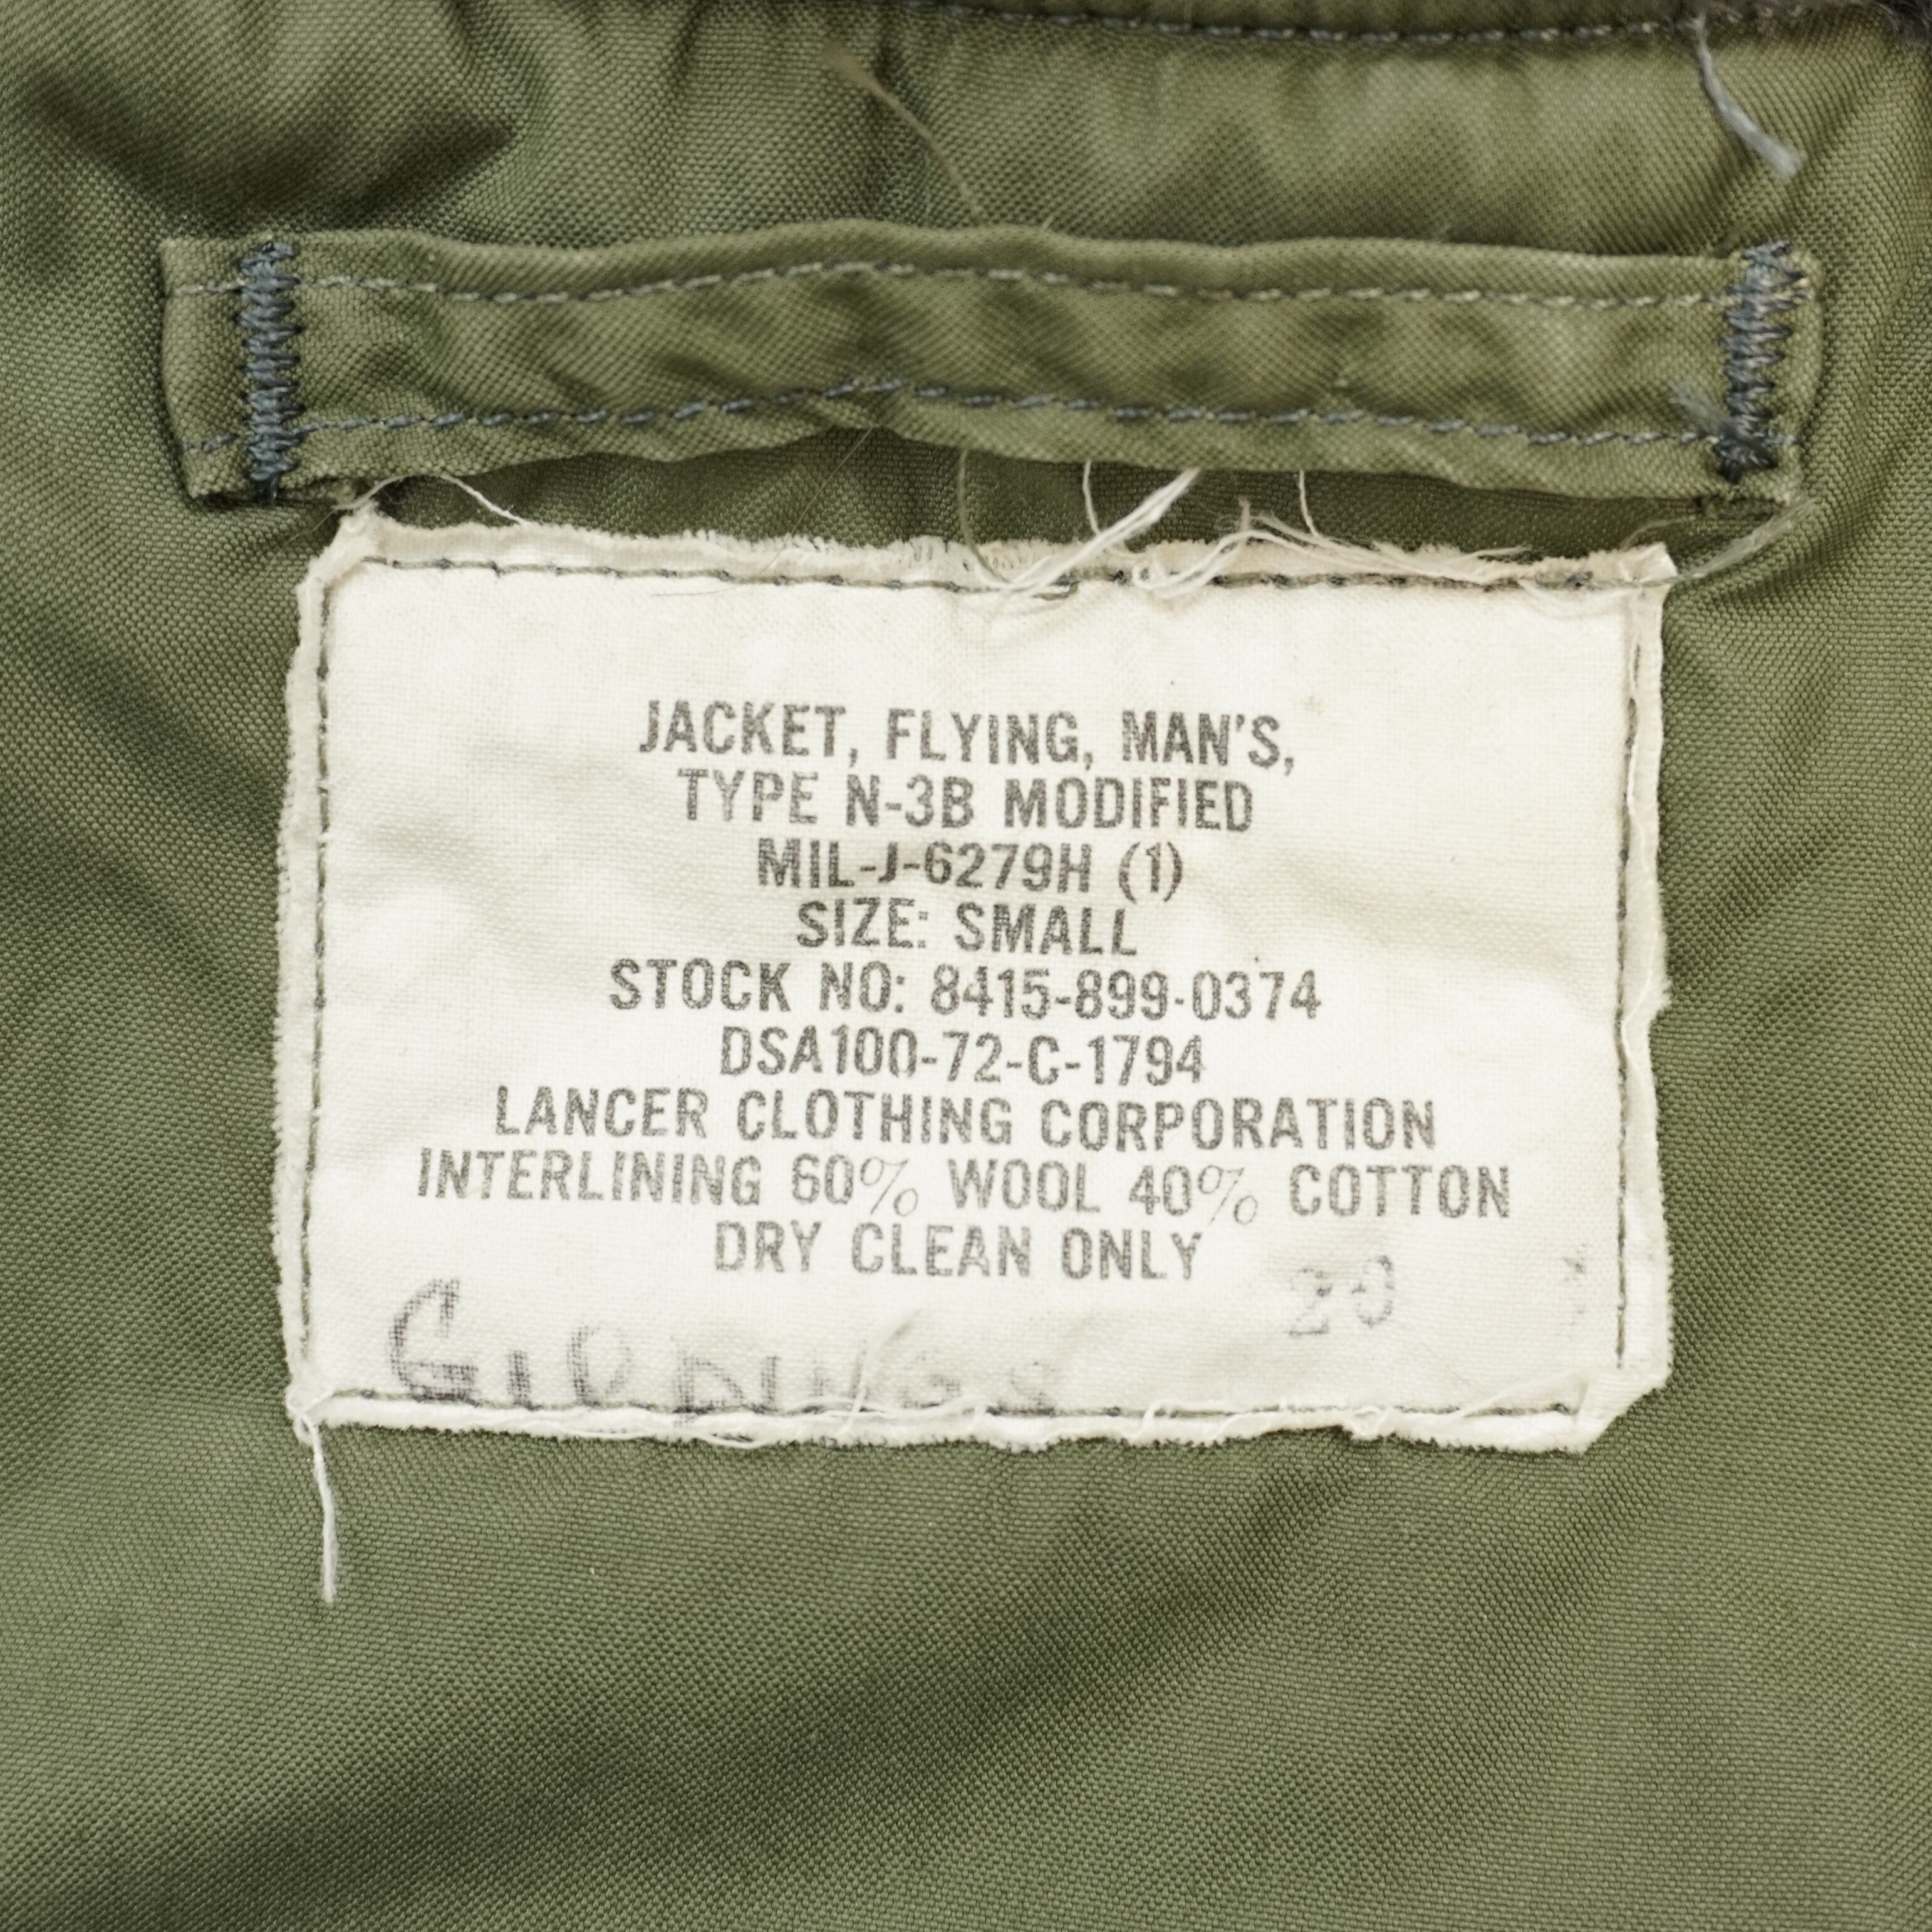 JACKET, FLYING, MAN'S,
TYPE N-3B MODIFIED
MIL-J-6279H (1)
SIZE: SMALL
STOCK NO: 8415-899-0374
DSA100-72-C-1794
LANCER CLOTHING CORPORATION
INTERLINING 60% WOOL 40% COTTON
DRY CLEAN ONLY
20